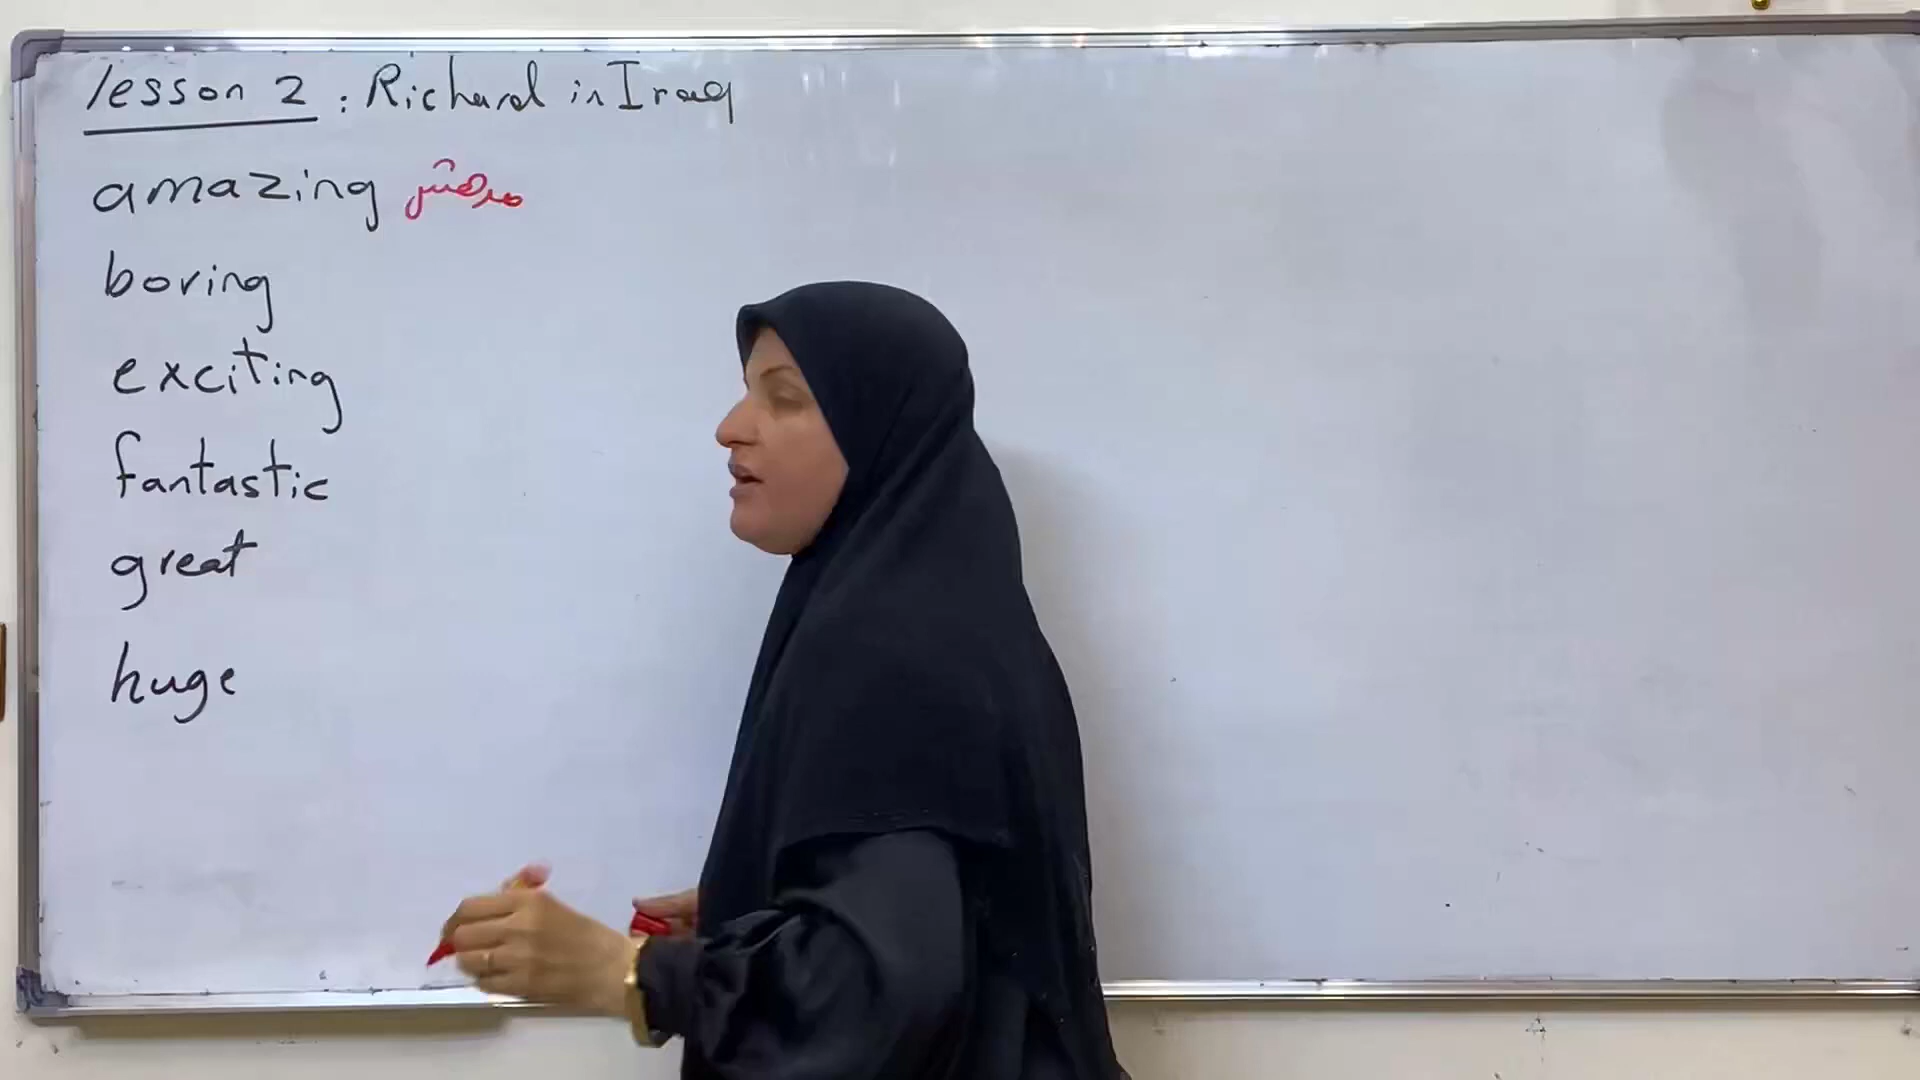 lesson 2 : Richard in Iraq
amazing مدهش
boring
exciting
fantastic
great
huge